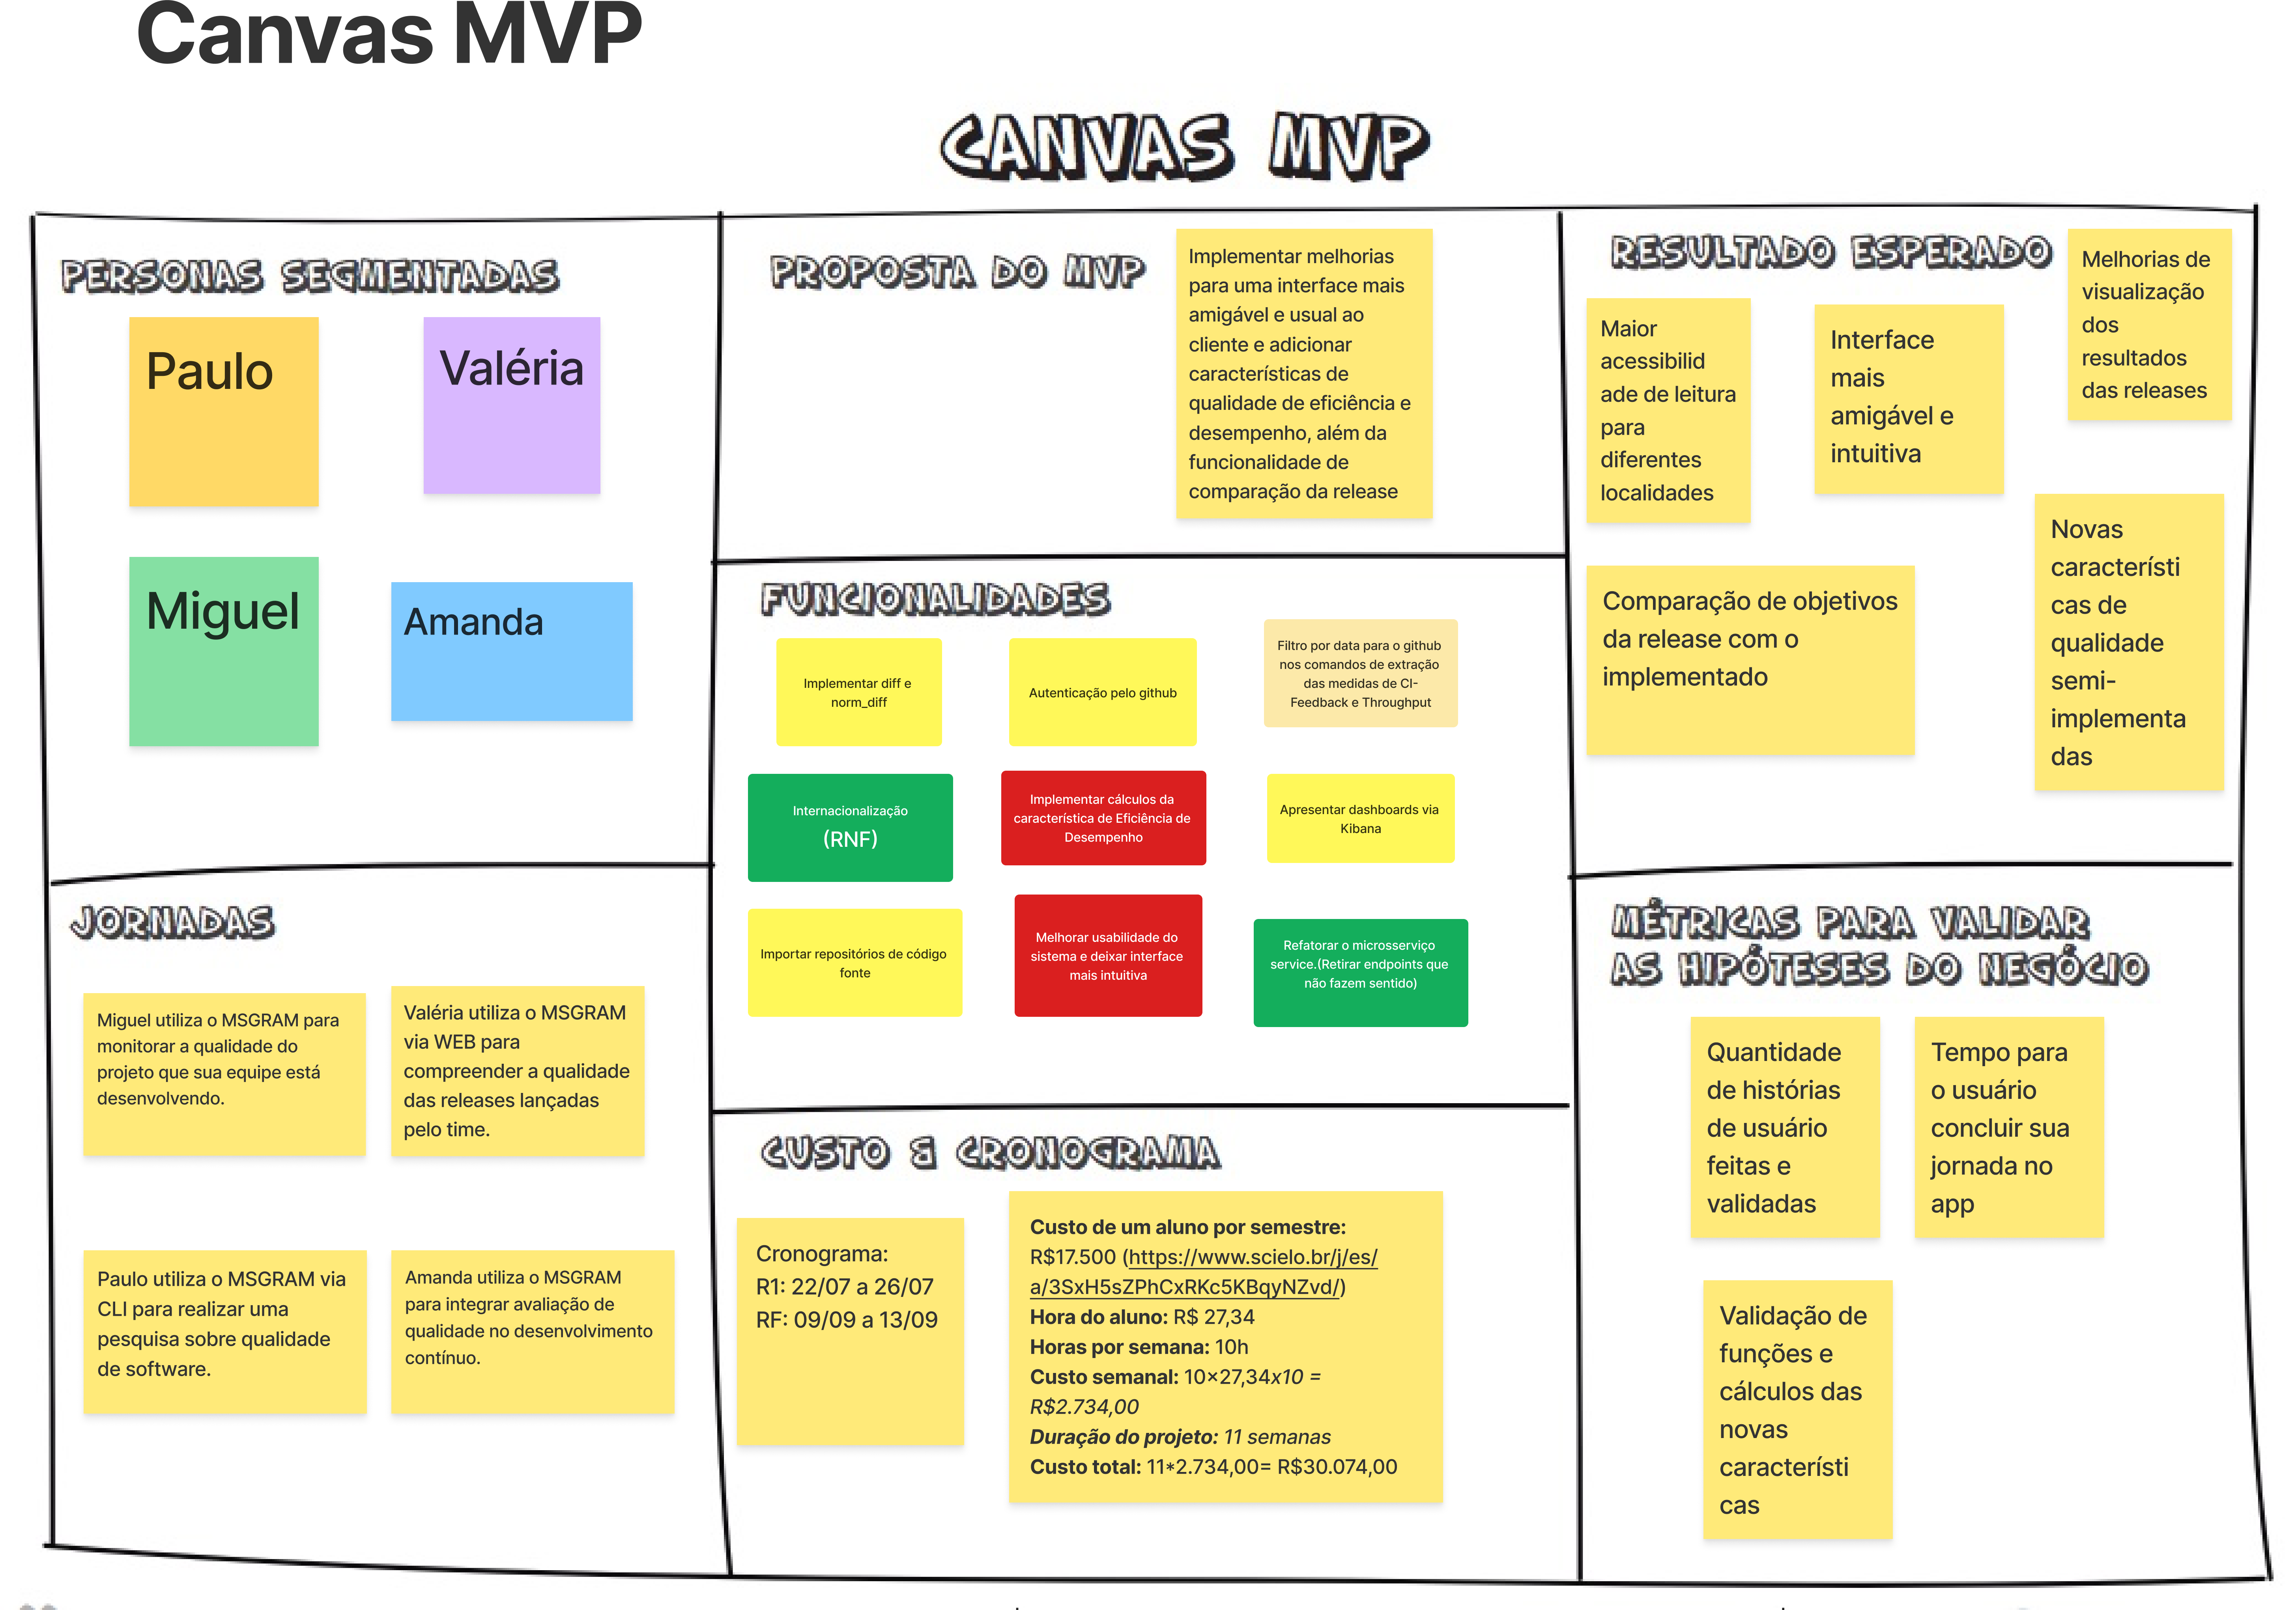 Canvas MVP
CANVAS MVP
PERSONAS SEGMENTADAS
Paulo
Valéria
Miguel
Amanda
PROPOSTA DO MVP
Implementar melhorias
para uma interface mais
amigável e usual ao
cliente e adicionar
características de
qualidade de eficiência e
desempenho, além da
funcionalidade de
comparação da release
RESULTADO ESPERADO
Melhorias de
visualização
dos
resultados
das releases
Maior
acessibilid
ade de leitura
para
diferentes
localidades
Interface
mais
amigável e
intuitiva
Novas
característi
cas de
qualidade
semi-
implementa
das
Comparação de objetivos
da release com o
implementado
FUNCIONALIDADES
Implementar diff e
norm_diff
Autenticação pelo github
Filtro por data para o github
nos comandos de extração
das medidas de CI-
Feedback e Throughput
Internacionalização
(RNF)
Implementar cálculos da
característica de Eficiência de
Desempenho
Apresentar dashboards via
Kibana
Importar repositórios de código
fonte
Melhorar usabilidade do
sistema e deixar interface
mais intuitiva
Refatorar o microsserviço
service.(Retirar endpoints que
não fazem sentido)
JORNADAS
Miguel utiliza o MSGRAM para
monitorar a qualidade do
projeto que sua equipe está
desenvolvendo.
Valéria utiliza o MSGRAM
via WEB para
compreender a qualidade
das releases lançadas
pelo time.
Paulo utiliza o MSGRAM via
CLI para realizar uma
pesquisa sobre qualidade
de software.
Amanda utiliza o MSGRAM
para integrar avaliação de
qualidade no desenvolvimento
contínuo.
CUSTO & CRONOGRAMA
Cronograma:
R1: 22/07 a 26/07
RF: 09/09 a 13/09
Custo de um aluno por semestre:
R$17.500 (https://www.scielo.br/j/es/
a/3SxH5sZPhCxRKc5KBqyNZvd/)
Hora do aluno: R$ 27,34
Horas por semana: 10h
Custo semanal: 10×27,34x10 =
R$2.734,00
Duração do projeto: 11 semanas
Custo total: 11*2.734,00= R$30.074,00
MÉTRICAS PARA VALIDAR
AS HIPÓTESES DO NEGÓCIO
Quantidade
de histórias
de usuário
feitas e
validadas
Tempo para
o usuário
concluir sua
jornada no
app
Validação de
funções e
cálculos das
novas
característi
cas